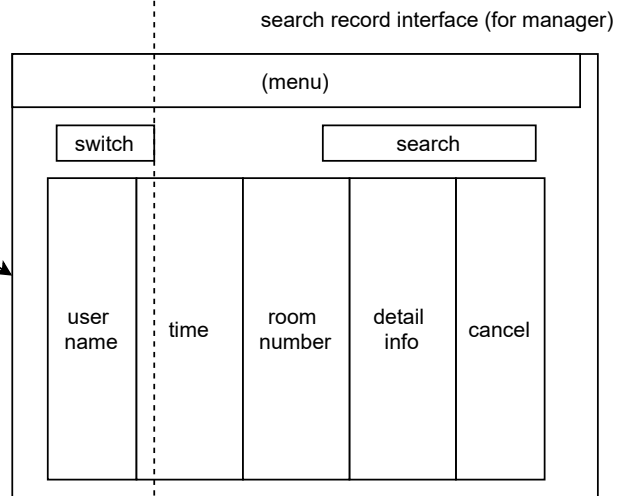 search record interface (for manager)
(menu)
switch
search
user
name
time
room
number
detail
info
cancel